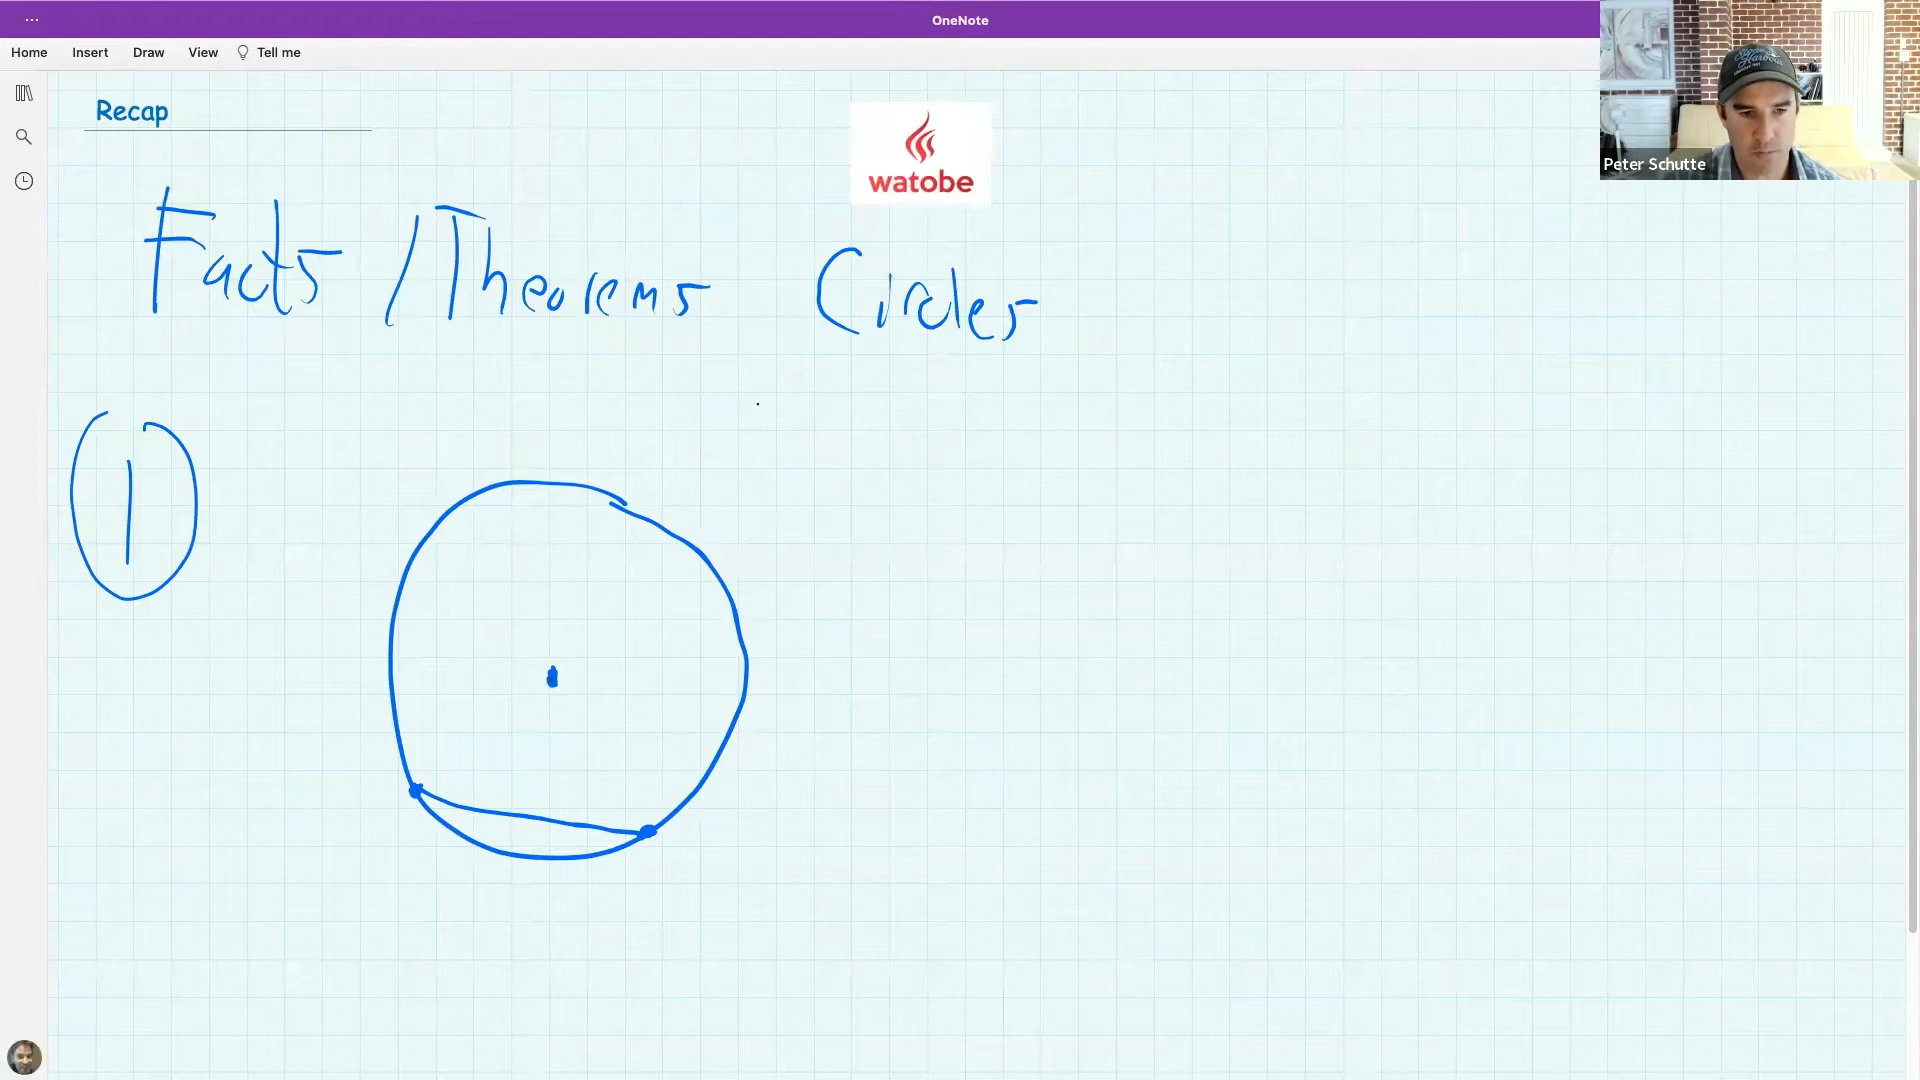 OneNote
Home Insert Draw View Tell me
Peter Schutte
Recap
watobe
Facts / Theorems Circles
1